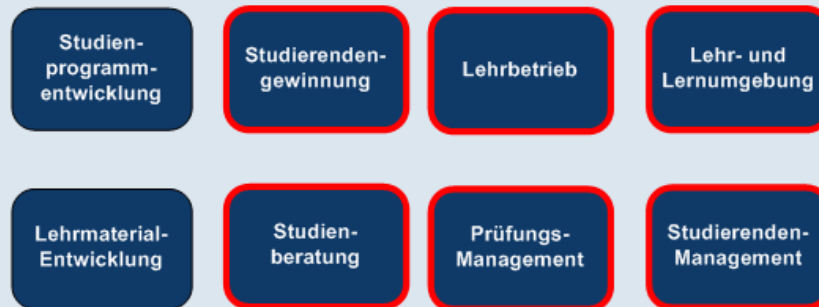 Studien-
programm-
entwicklung
Studierenden-
gewinnung
Lehrbetrieb
Lehr- und
Lernumgebung
Lehrmaterial-
Entwicklung
Studien-
beratung
Prüfungs-
Management
Studierenden-
Management